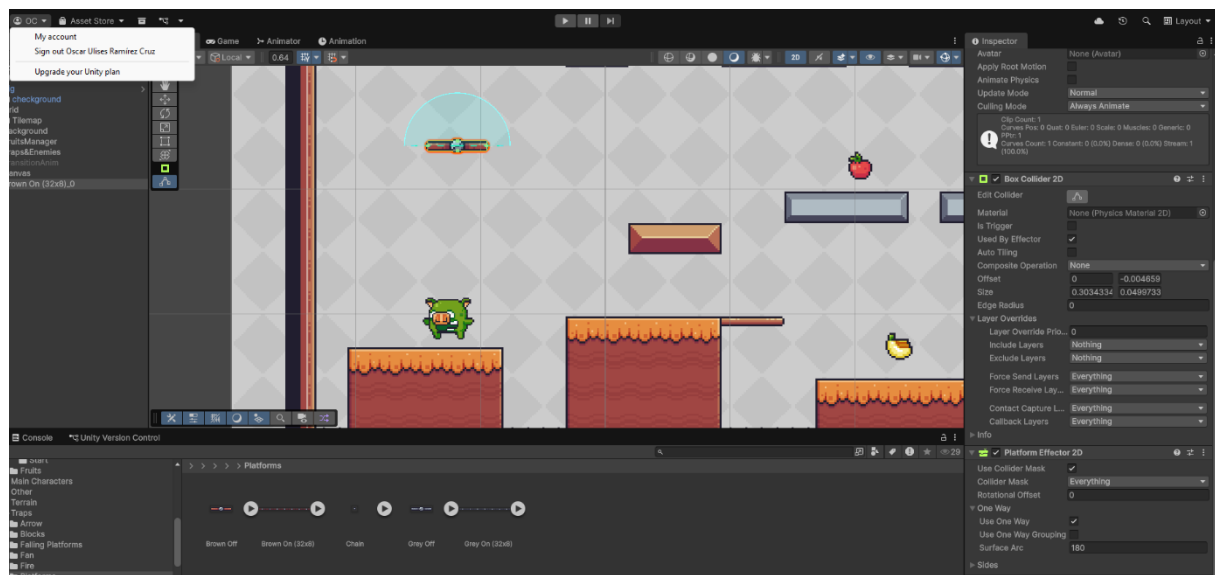 OC Asset Store Layout
My account
Sign out Oscar Ulises Ramírez Cruz
Upgrade your Unity plan
Game Animator Animation
Local 0.64 2D
checkground
Tilemap
ackground
uitsManager
aps&Enemies
ansitionAnim
anvas
rown On (32x8)_0
Inspector
Avatar None (Avatar)
Apply Root Motion
Animate Physics
Update Mode Normal
Culling Mode Always Animate
Clip Count: 1
Curves Pos: 0 Quat: 0 Euler: 0 Scale: 0 Muscles: 0 Generic: 0
PPtr: 1
Curves Count: 1 Constant: 0 (0.0%) Dense: 0 (0.0%) Stream: 1
(100.0%)
Box Collider 2D
Edit Collider
Material None (Physics Material 2D)
Is Trigger
Used By Effector
Auto Tiling
Composite Operation None
Offset 0 -0.004659
Size 0.3034334 0.0499733
Edge Radius 0
Layer Overrides
Layer Override Prio... 0
Include Layers Nothing
Exclude Layers Nothing
Force Send Layers Everything
Force Receive Lay... Everything
Contact Capture L... Everything
Callback Layers Everything
Info
Platform Effector 2D
Use Collider Mask
Collider Mask Everything
Rotational Offset 0
One Way
Use One Way
Use One Way Grouping
Surface Arc 180
Sides
Console Unity Version Control
29
Start
Fruits
Main Characters
Other
Terrain
Traps
Arrow
Blocks
Falling Platforms
Fan
Fire
> > > > Platforms
Brown Off Brown On (32x8) Chain Grey Off Grey On (32x8)